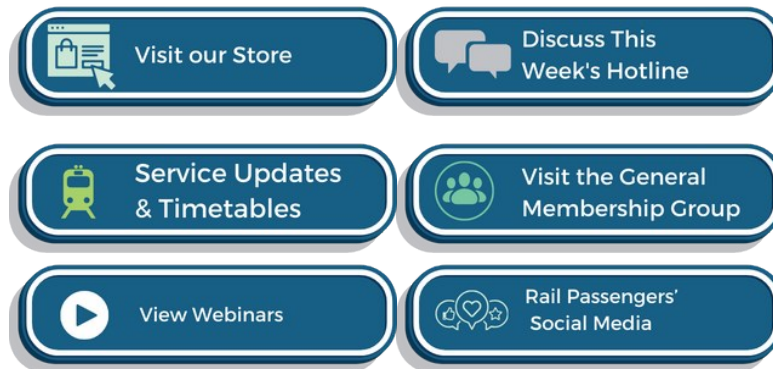 Visit our Store
Discuss This
Week's Hotline
Service Updates
& Timetables
Visit the General
Membership Group
View Webinars
Rail Passengers’
Social Media